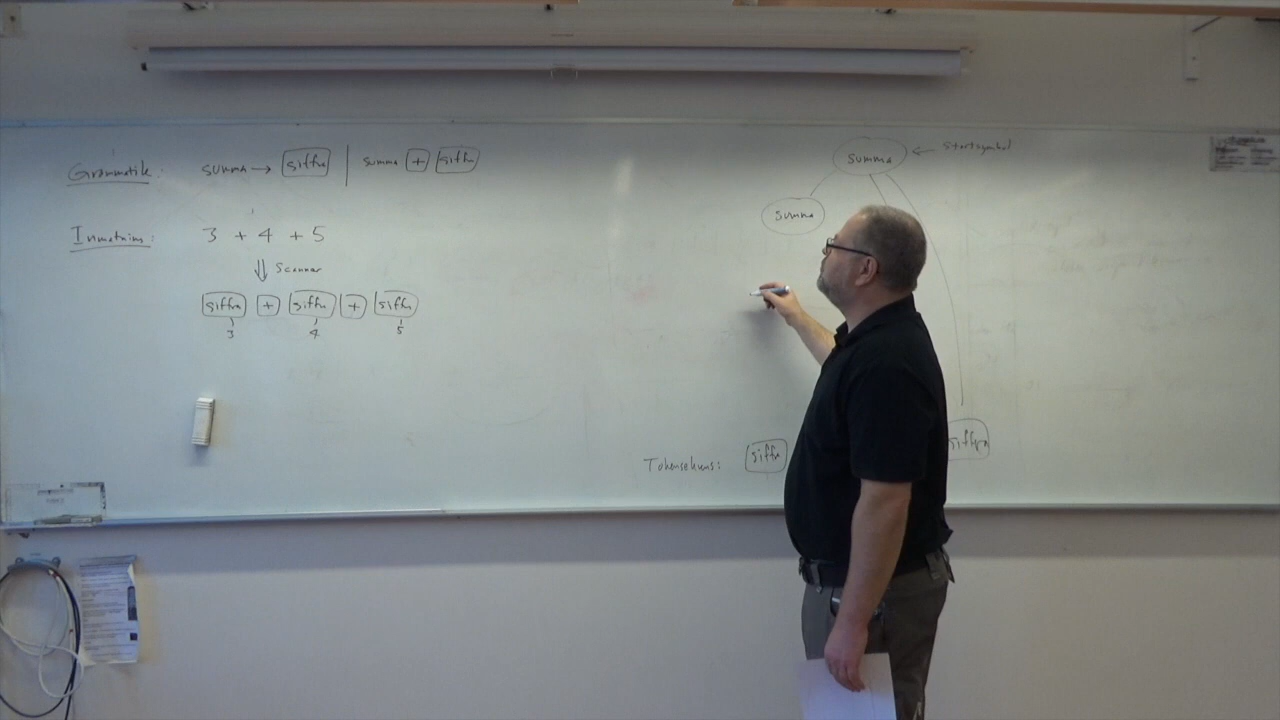 Grammatik: summa → siffra | summa + siffra
Inmatning: 3 + 4 + 5
⇓ Scanner
siffra + siffra + siffra
3 4 5
summa ← startsymbol
summa
Tokensekvens: siffra siffra